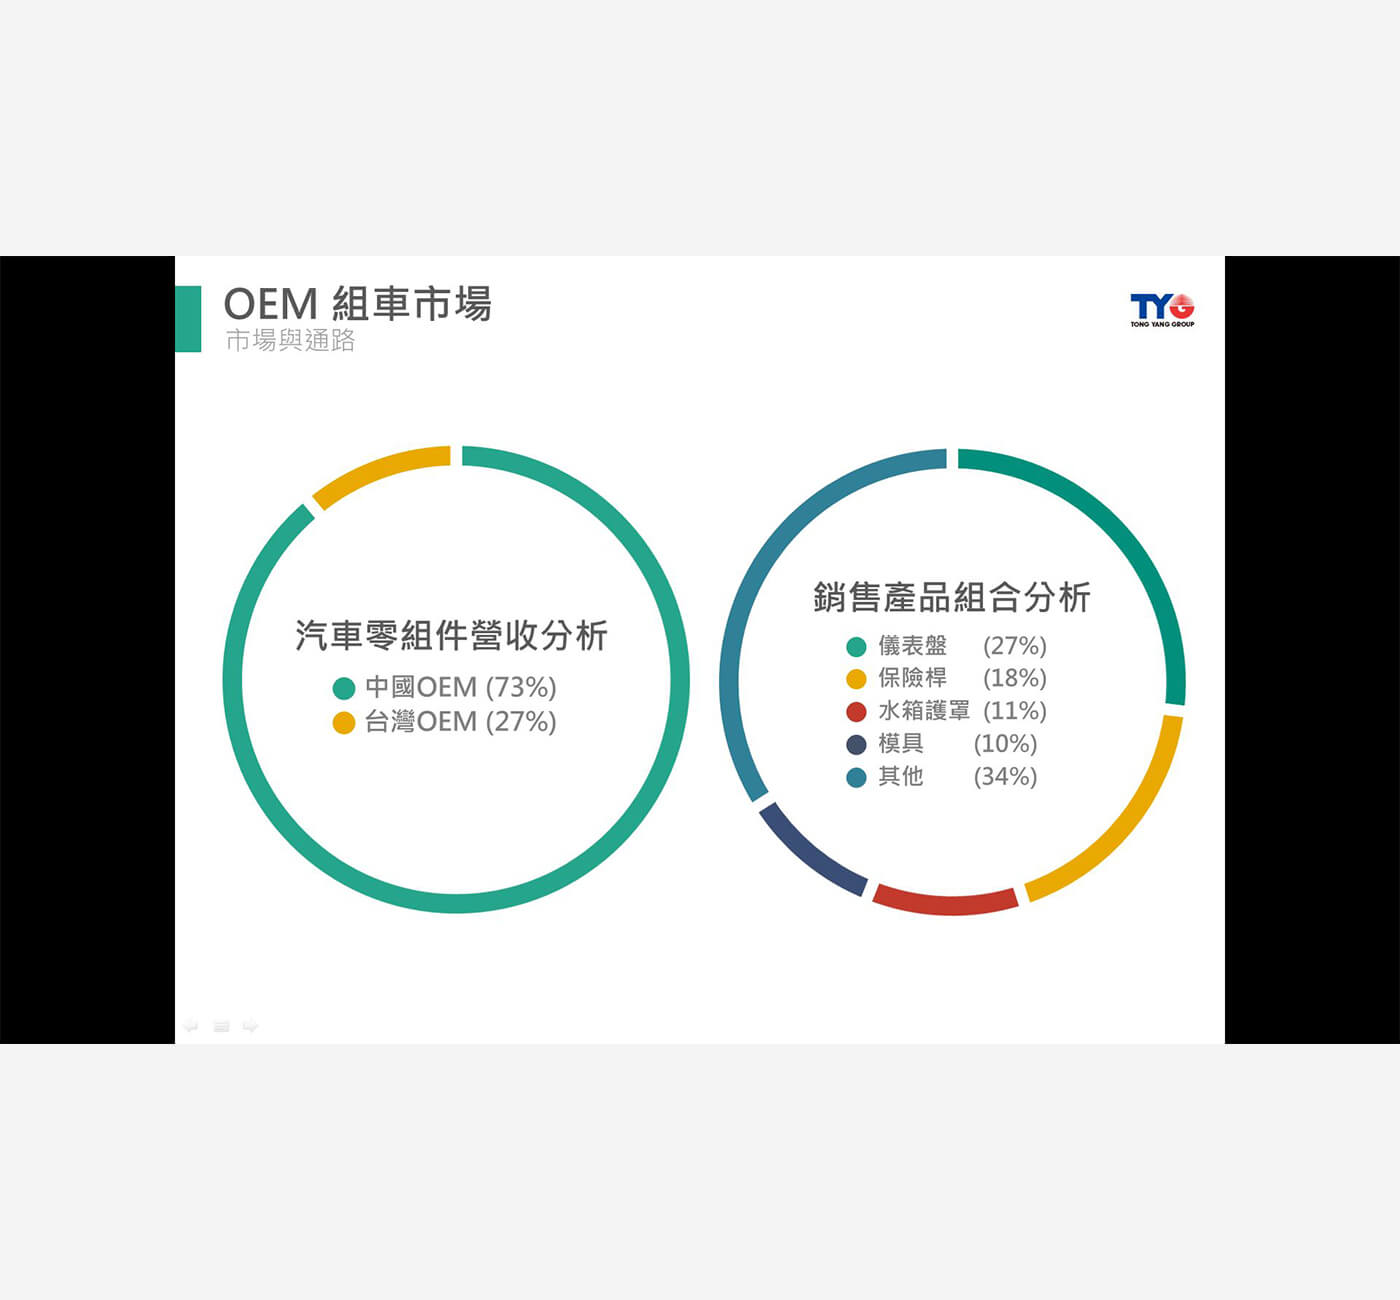 OEM 組車市場
市場與通路
TYG
TONG YANG GROUP
汽車零組件營收分析
中國OEM (73%)
台灣OEM (27%)
銷售產品組合分析
儀表盤 (27%)
保險桿 (18%)
水箱護罩 (11%)
模具 (10%)
其他 (34%)